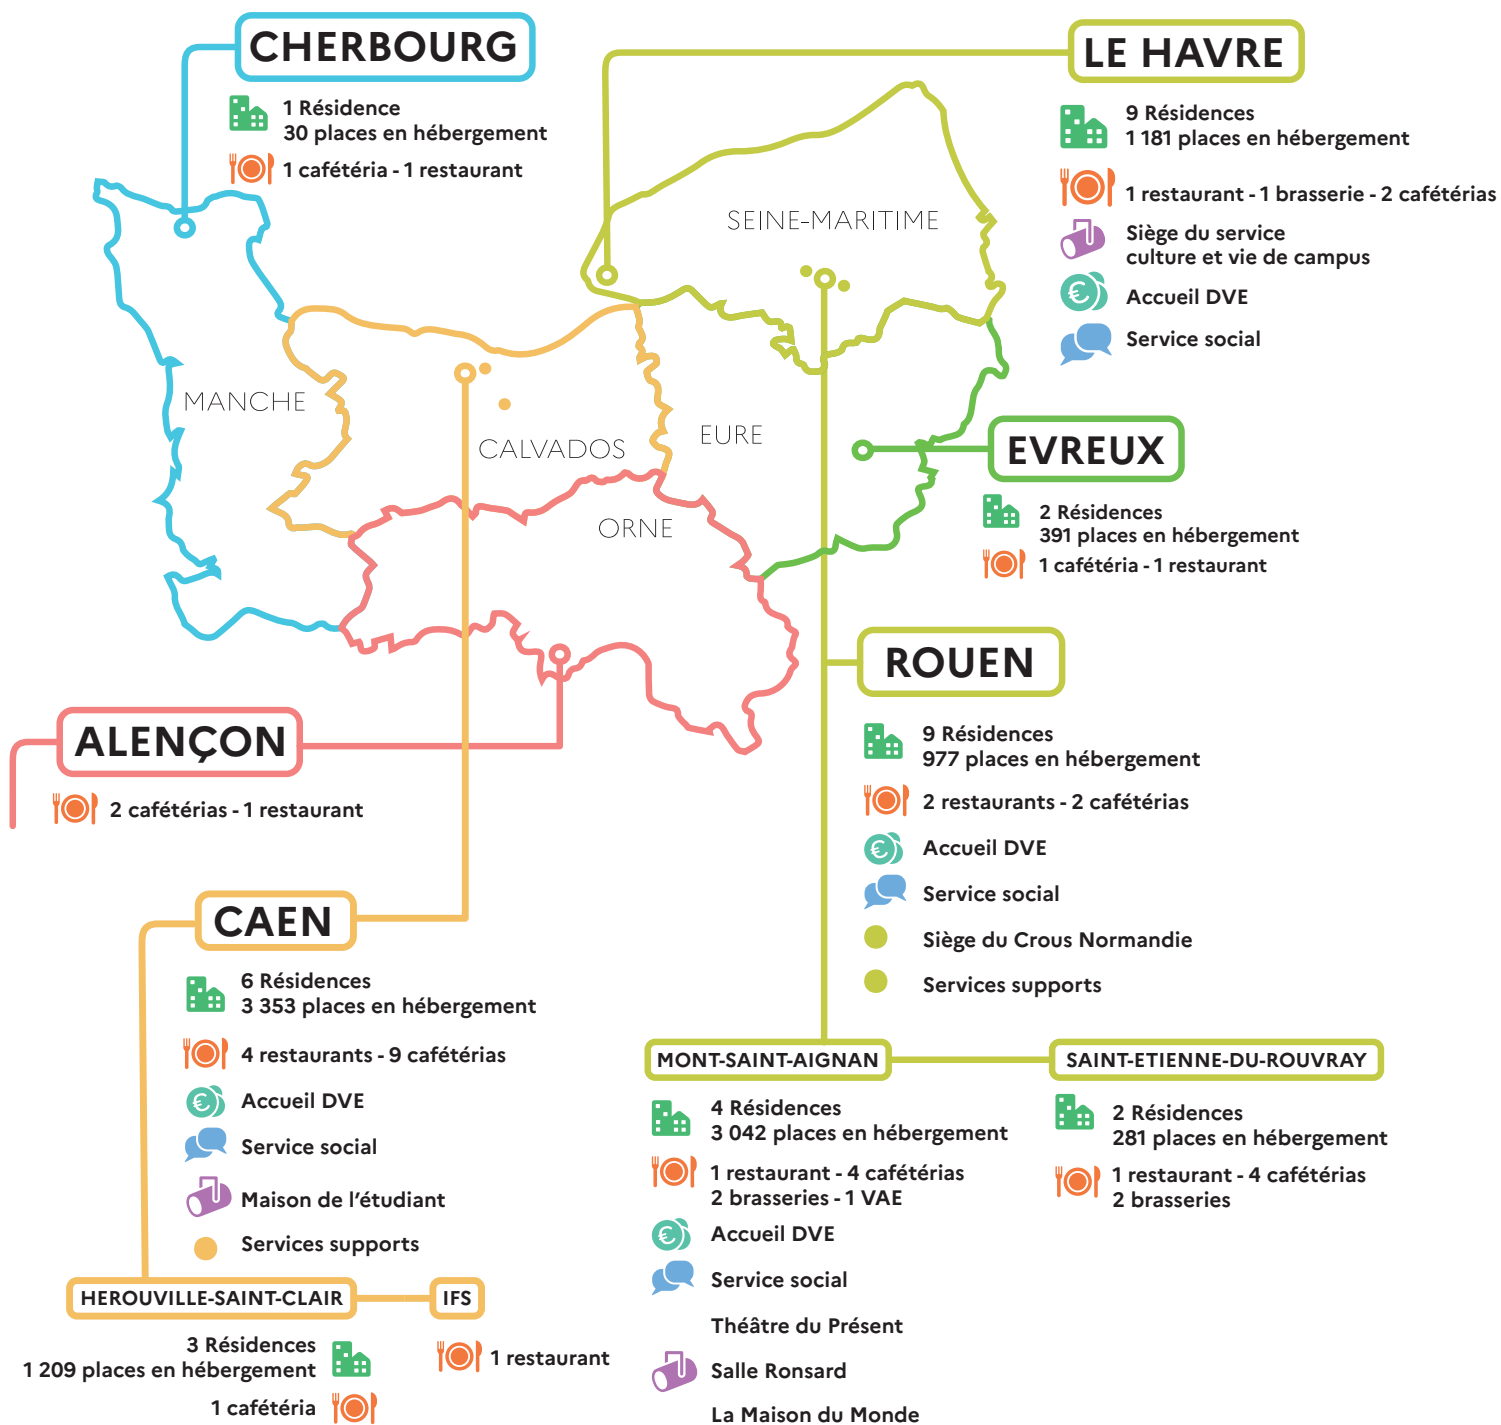 CHERBOURG
1 Résidence
30 places en hébergement
1 cafétéria - 1 restaurant
LE HAVRE
9 Résidences
1 181 places en hébergement
1 restaurant - 1 brasserie - 2 cafétérias
Siège du service
culture et vie de campus
Accueil DVE
Service social
SEINE-MARITIME
MANCHE
CALVADOS
EURE
ORNE
EVREUX
2 Résidences
391 places en hébergement
1 cafétéria - 1 restaurant
ALENÇON
2 cafétérias - 1 restaurant
ROUEN
9 Résidences
977 places en hébergement
2 restaurants - 2 cafétérias
Accueil DVE
Service social
Siège du Crous Normandie
Services supports
CAEN
6 Résidences
3 353 places en hébergement
4 restaurants - 9 cafétérias
Accueil DVE
Service social
Maison de l'étudiant
Services supports
HEROUVILLE-SAINT-CLAIR
3 Résidences
1 209 places en hébergement
1 cafétéria
IFS
1 restaurant
MONT-SAINT-AIGNAN
4 Résidences
3 042 places en hébergement
1 restaurant - 4 cafétérias
2 brasseries - 1 VAE
Accueil DVE
Service social
Théâtre du Présent
Salle Ronsard
La Maison du Monde
SAINT-ETIENNE-DU-ROUVRAY
2 Résidences
281 places en hébergement
1 restaurant - 4 cafétérias
2 brasseries